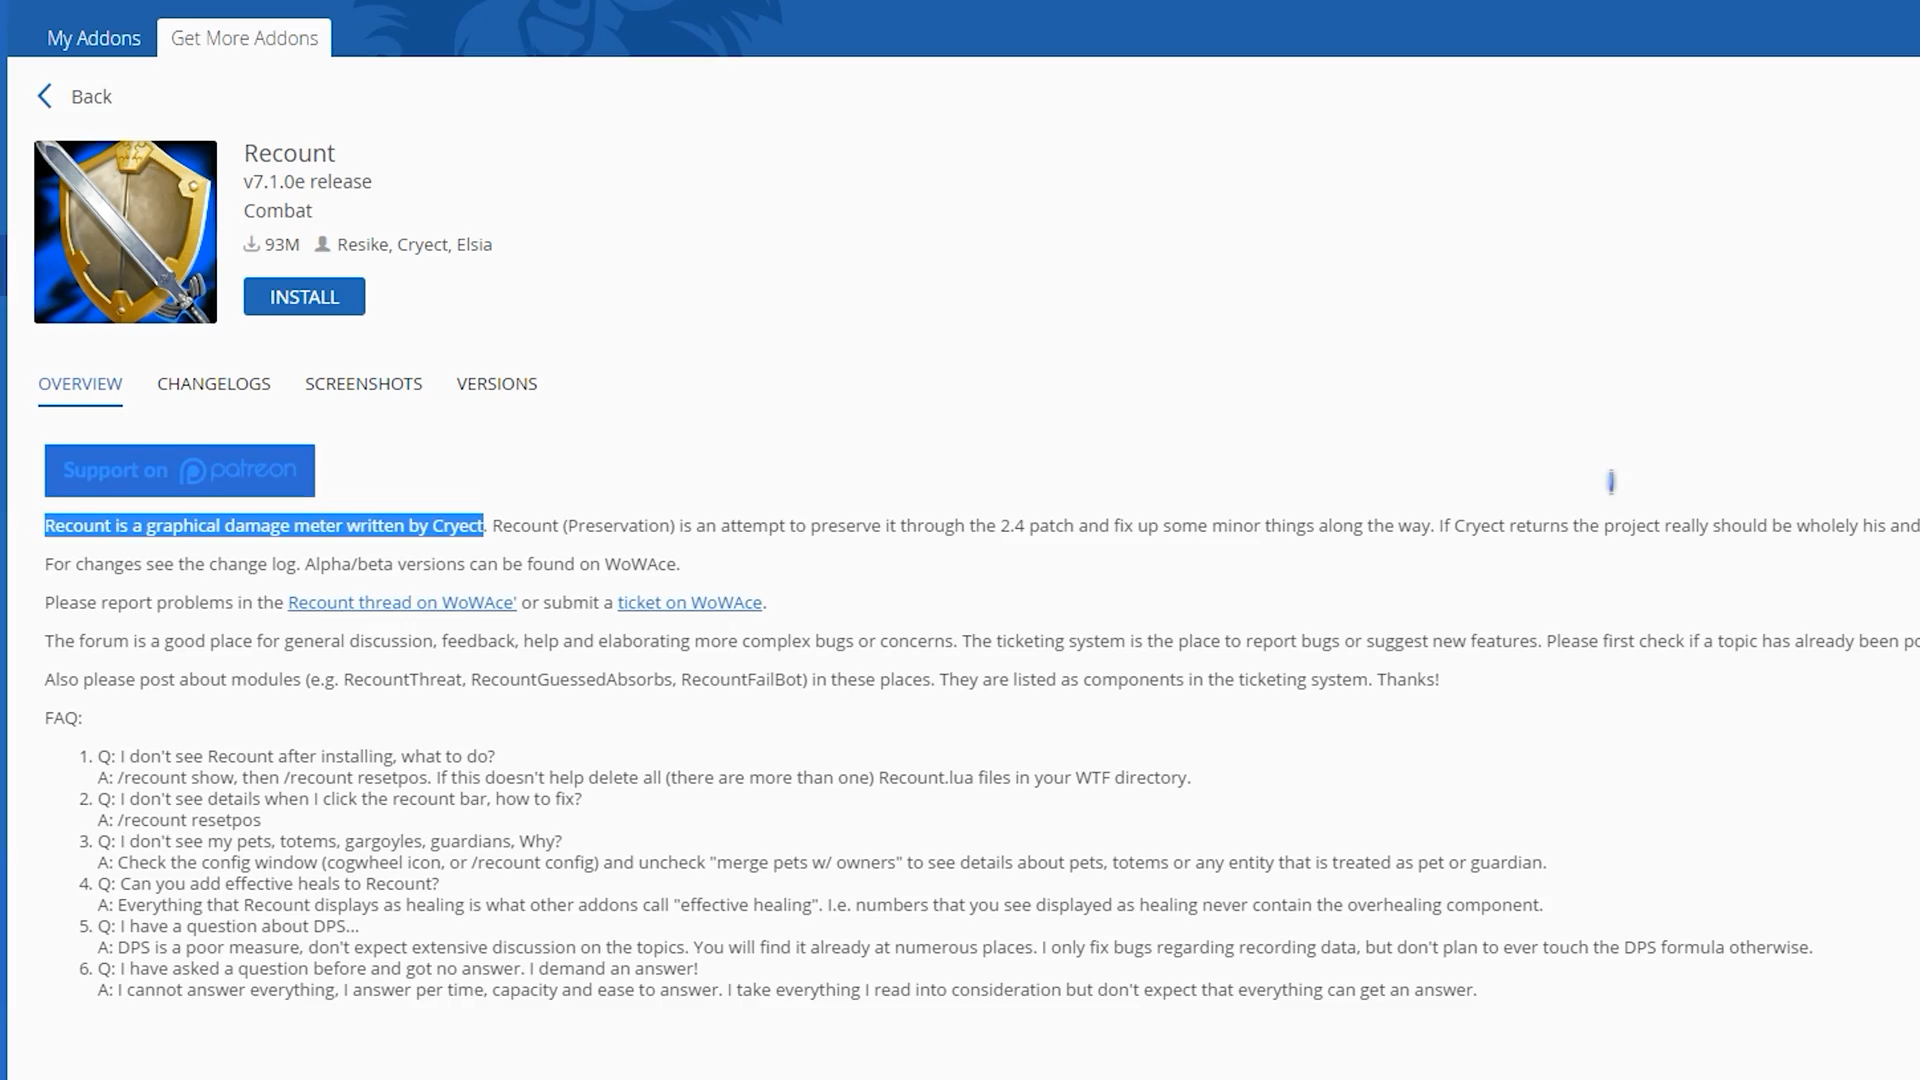 My Addons
Get More Addons
Back
Recount
v7.1.0e release
Combat
93M Resike, Cryect, Elsia
INSTALL
OVERVIEW CHANGELOGS SCREENSHOTS VERSIONS
Support on patreon
Recount is a graphical damage meter written by Cryect. Recount (Preservation) is an attempt to preserve it through the 2.4 patch and fix up some minor things along the way. If Cryect returns the project really should be wholely his and
For changes see the change log. Alpha/beta versions can be found on WoWAce.
Please report problems in the Recount thread on WoWAce' or submit a ticket on WoWAce.
The forum is a good place for general discussion, feedback, help and elaborating more complex bugs or concerns. The ticketing system is the place to report bugs or suggest new features. Please first check if a topic has already been
Also please post about modules (e.g. RecountThreat, RecountGuessedAbsorbs, RecountFailBot) in these places. They are listed as components in the ticketing system. Thanks!
FAQ:
1. Q: I don't see Recount after installing, what to do?
A: /recount show, then /recount resetpos. If this doesn't help delete all (there are more than one) Recount.lua files in your WTF directory.
2. Q: I don't see details when I click the recount bar, how to fix?
A: /recount resetpos
3. Q: I don't see my pets, totems, gargoyles, guardians, Why?
A: Check the config window (cogwheel icon, or /recount config) and uncheck "merge pets w/ owners" to see details about pets, totems or any entity that is treated as pet or guardian.
4. Q: Can you add effective heals to Recount?
A: Everything that Recount displays as healing is what other addons call "effective healing". I.e. numbers that you see displayed as healing never contain the overhealing component.
5. Q: I have a question about DPS...
A: DPS is a poor measure, don't expect extensive discussion on the topics. You will find it already at numerous places. I only fix bugs regarding recording data, but don't plan to ever touch the DPS formula otherwise.
6. Q: I have asked a question before and got no answer. I demand an answer!
A: I cannot answer everything, I answer per time, capacity and ease to answer. I take everything I read into consideration but don't expect that everything can get an answer.